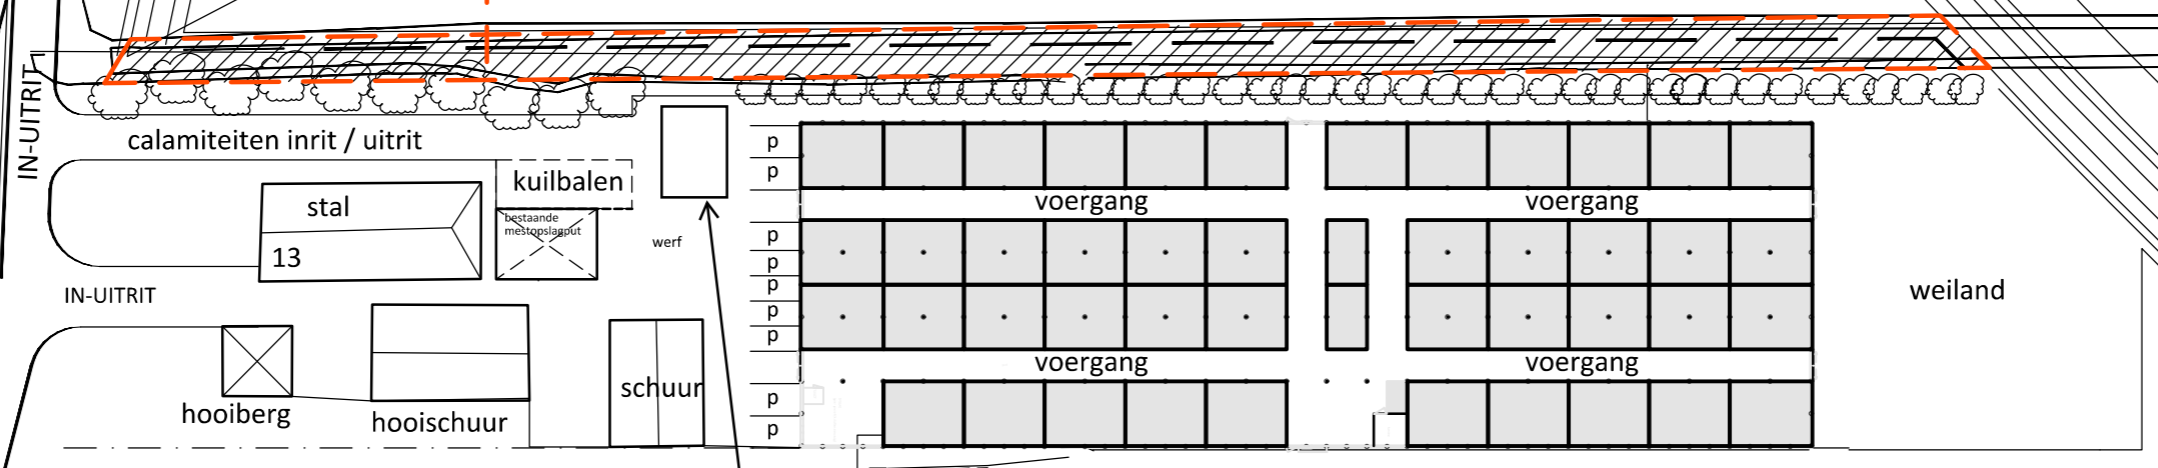 IN-UITRIT
calamiteiten inrit / uitrit
kuilbalen
stal
13
bestaande
mestopslagput
werf
IN-UITRIT
hooiberg
hooischuur
schuur
p
p
p
p
p
p
p
p
p
voergang
voergang
voergang
voergang
weiland